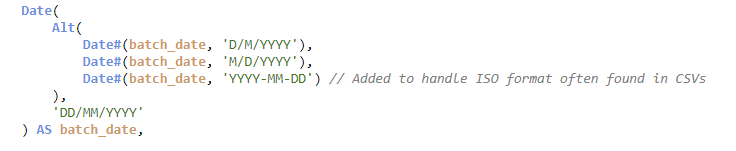 Date(
    Alt(
        Date#(batch_date, 'D/M/YYYY'),
        Date#(batch_date, 'M/D/YYYY'),
        Date#(batch_date, 'YYYY-MM-DD') // Added to handle ISO format often found in CSVs
    ),
    'DD/MM/YYYY'
) AS batch_date,